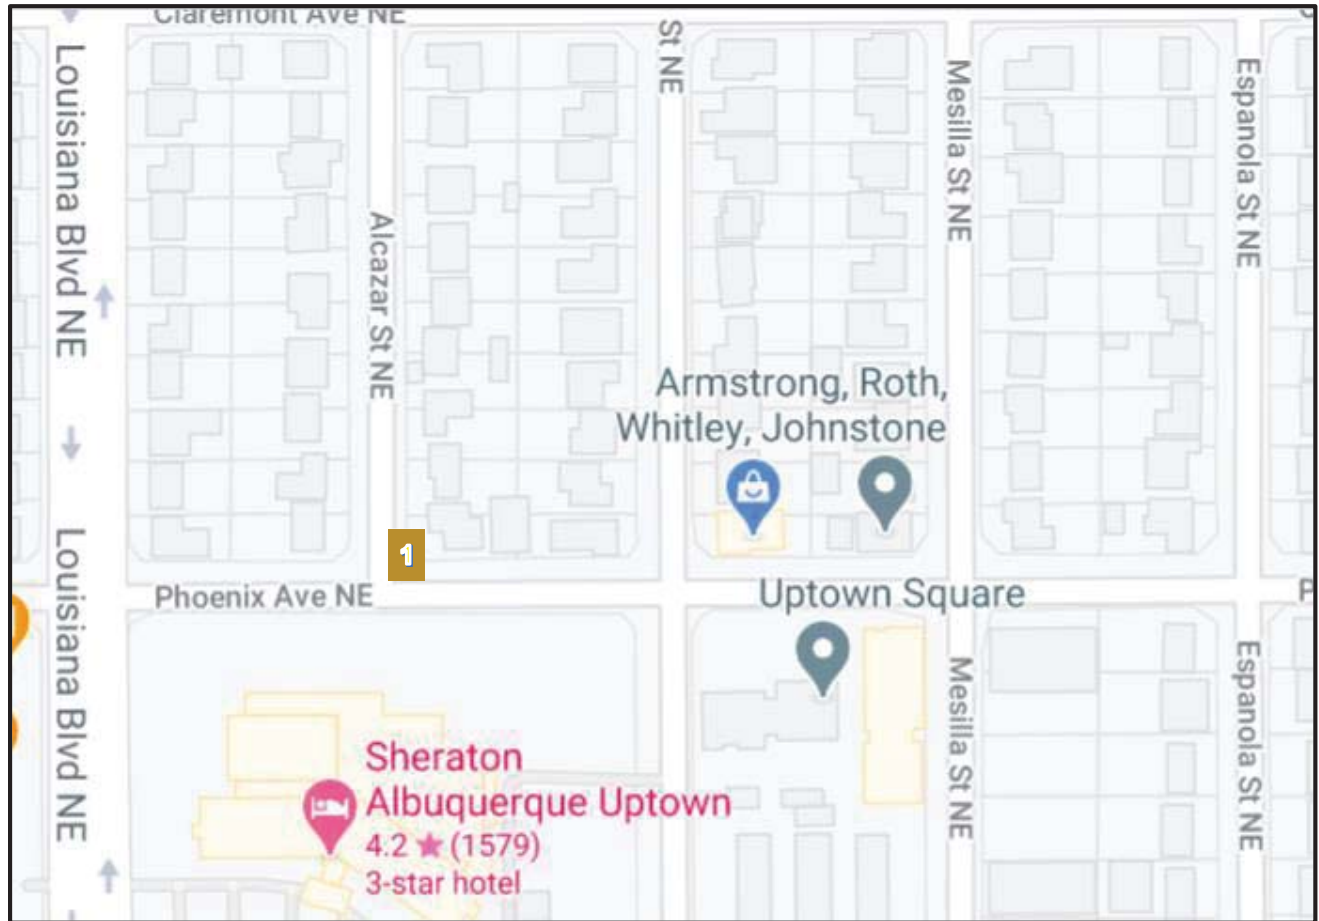 Claremont Ave NE
Louisiana Blvd NE
St NE
Mesilla St NE
Espanola St NE
Alcazar St NE
Armstrong, Roth,
Whitley, Johnstone
1
Louisiana Blvd NE
Phoenix Ave NE
Uptown Square
P
Mesilla St NE
Espanola St NE
Sheraton
Albuquerque Uptown
4.2 ★ (1579)
3-star hotel